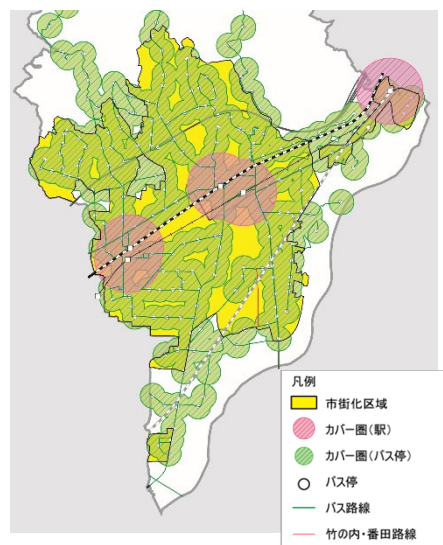 凡例
市街化区域
カバー圏(駅)
カバー圏(バス停)
バス停
バス路線
竹の内・番田路線